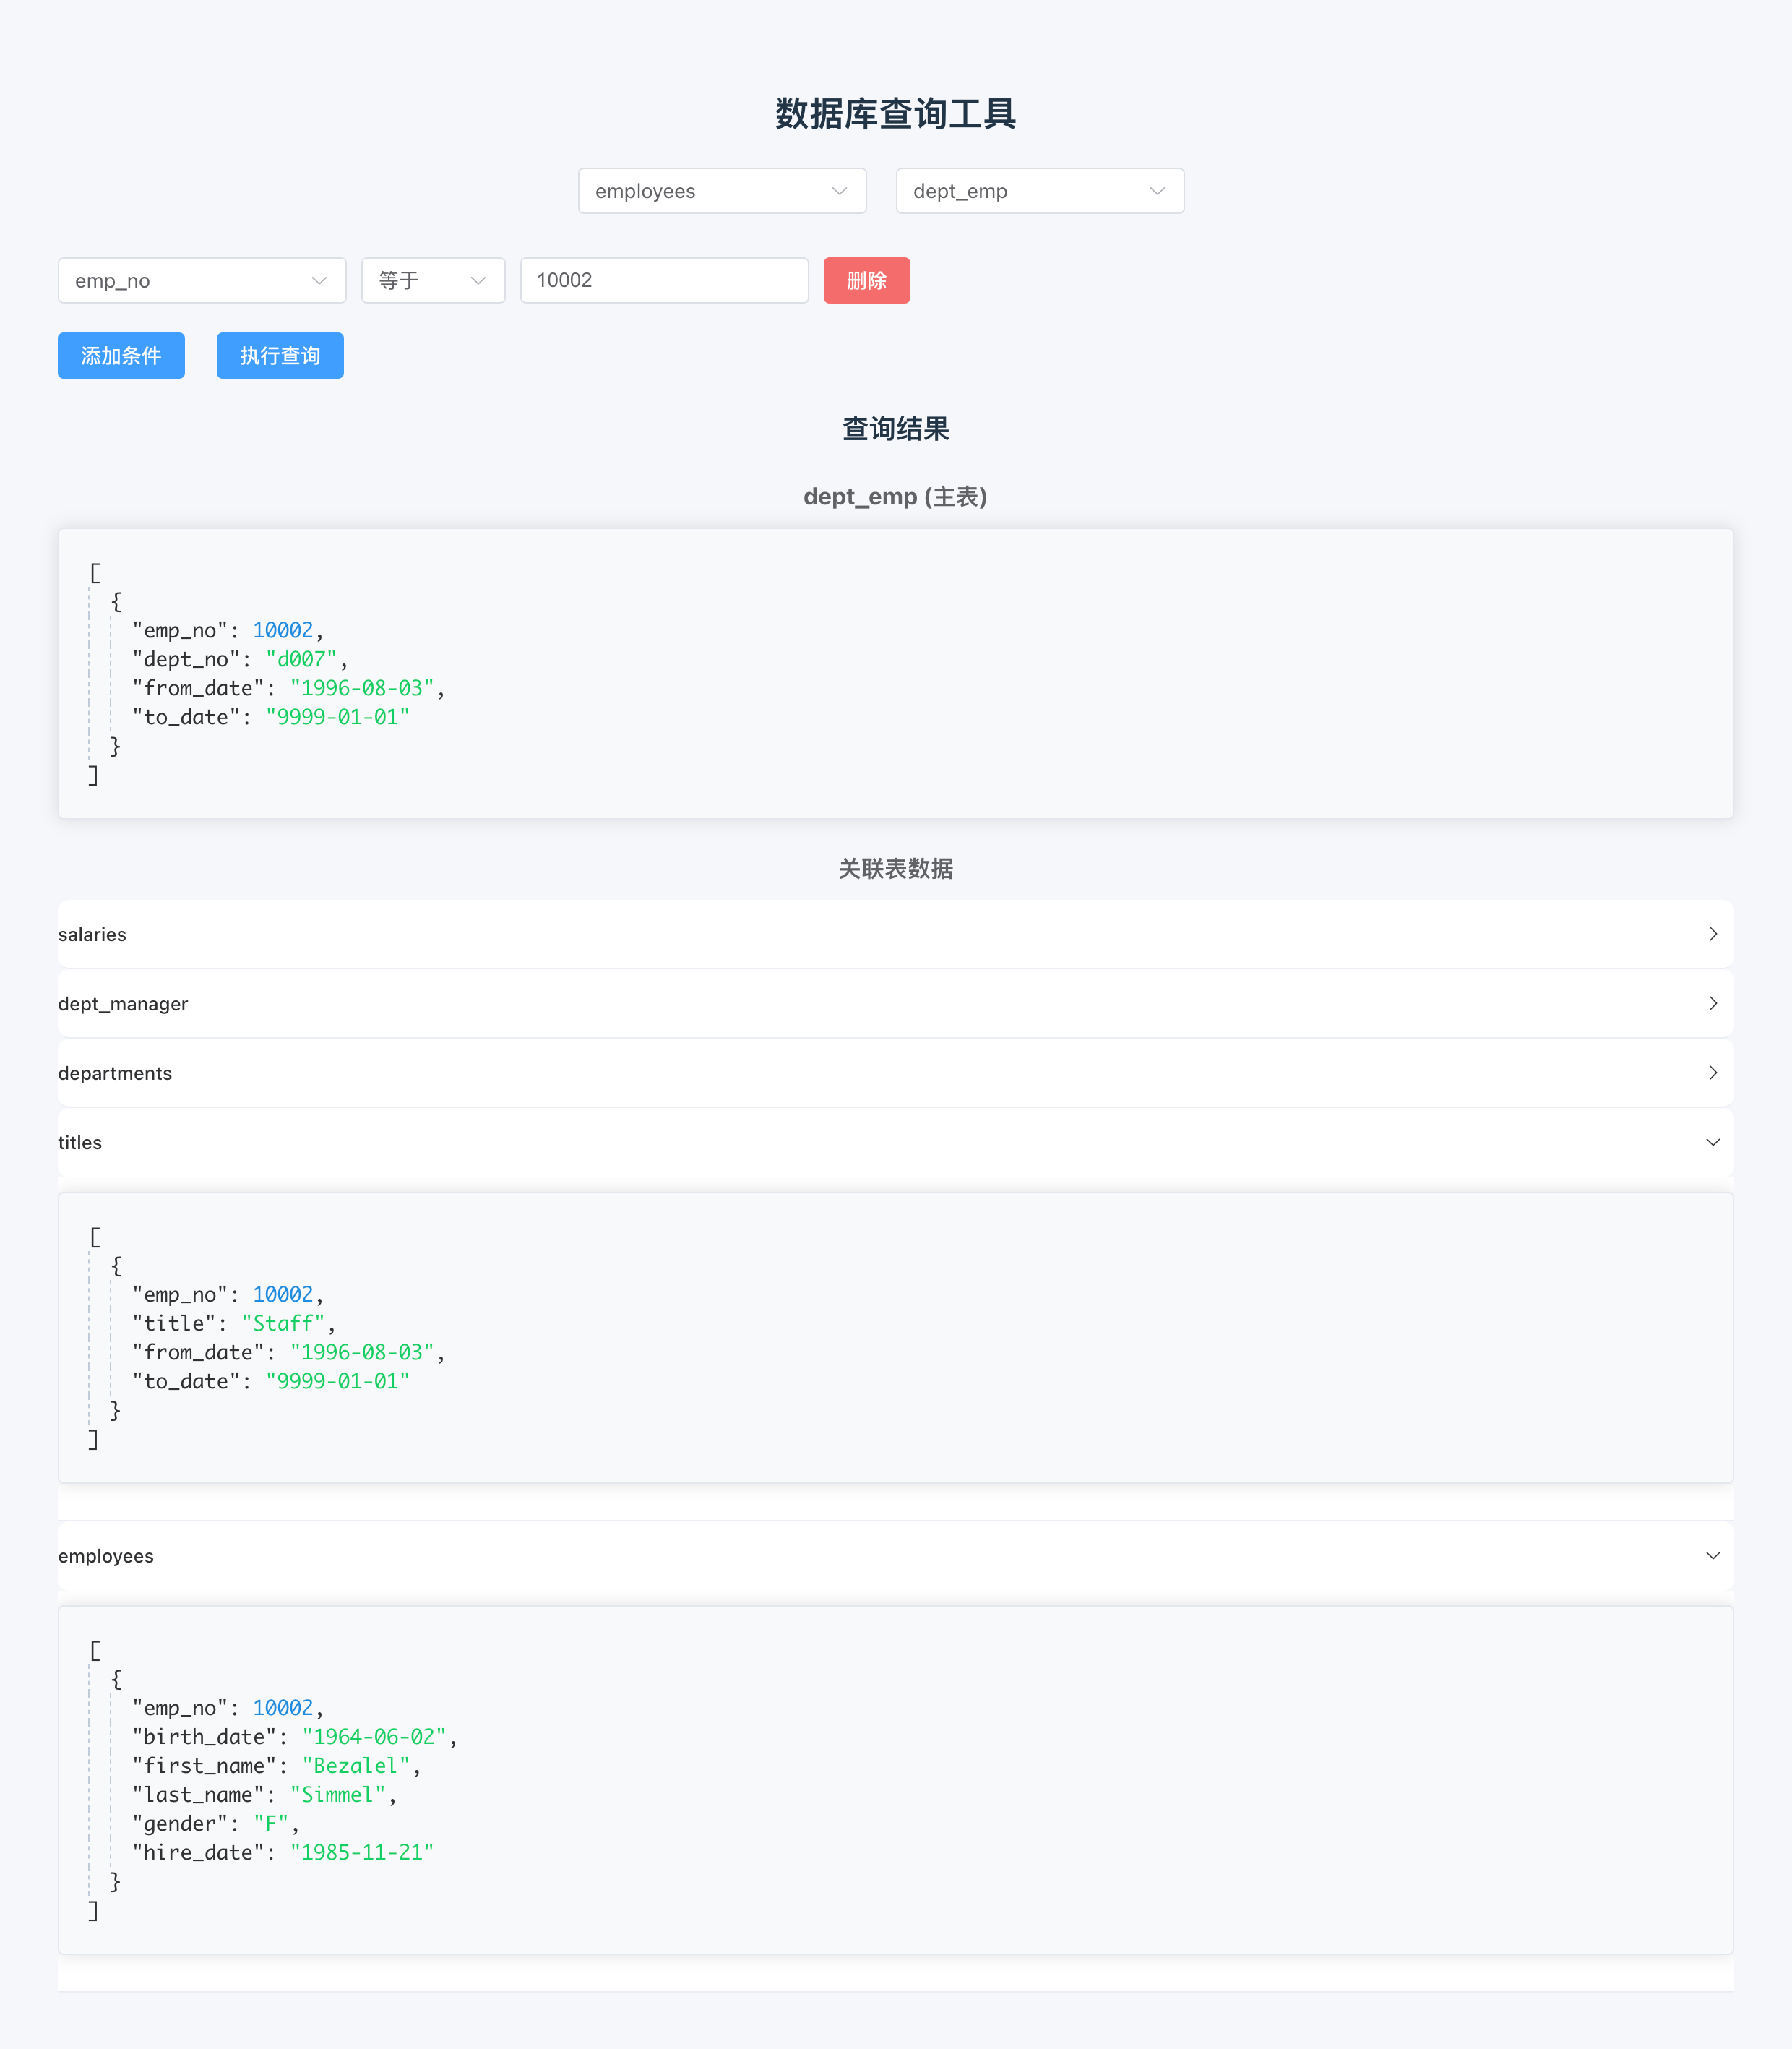 数据库查询工具
employees dept_emp
emp_no 等于 10002 删除
添加条件 执行查询
查询结果
dept_emp (主表)
[
{
"emp_no": 10002,
"dept_no": "d007",
"from_date": "1996-08-03",
"to_date": "9999-01-01"
}
]
关联表数据
salaries
dept_manager
departments
titles
[
{
"emp_no": 10002,
"title": "Staff",
"from_date": "1996-08-03",
"to_date": "9999-01-01"
}
]
employees
[
{
"emp_no": 10002,
"birth_date": "1964-06-02",
"first_name": "Bezalel",
"last_name": "Simmel",
"gender": "F",
"hire_date": "1985-11-21"
}
]